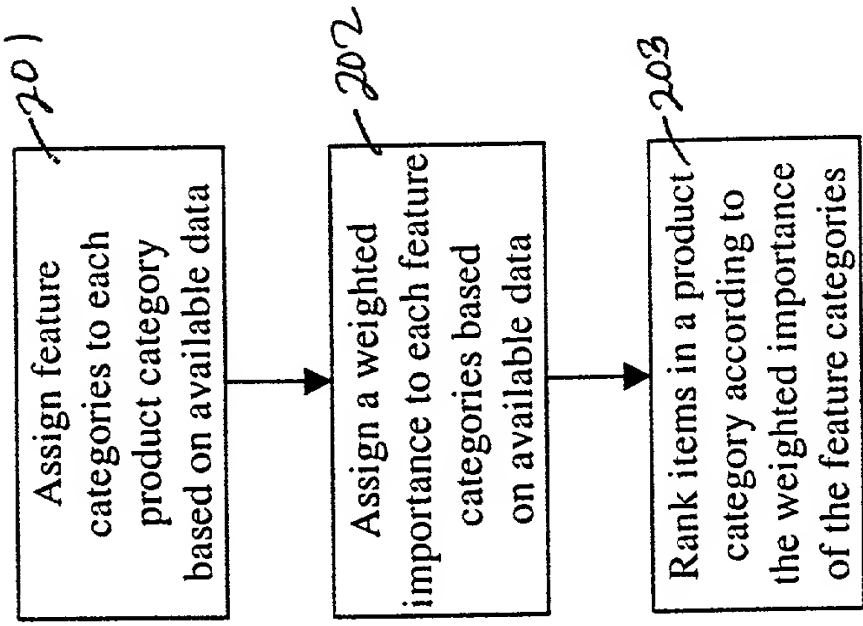 201
Assign feature
categories to each
product category
based on available data
202
Assign a weighted
importance to each feature
categories based
on available data
203
Rank items in a product
category according to
the weighted importance
of the feature categories